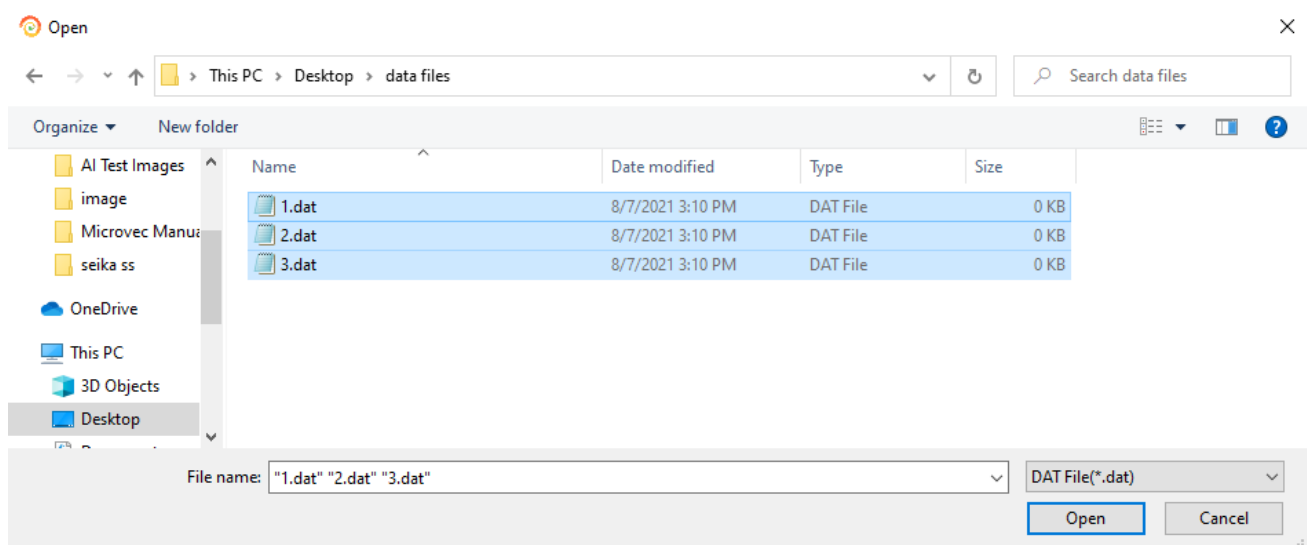 Open
This PC > Desktop > data files
Search data files
Organize
New folder
Name
Date modified
Type
Size
AI Test Images
image
Microvec Manua
seika ss
OneDrive
This PC
3D Objects
Desktop
1.dat 8/7/2021 3:10 PM DAT File 0 KB
2.dat 8/7/2021 3:10 PM DAT File 0 KB
3.dat 8/7/2021 3:10 PM DAT File 0 KB
File name: "1.dat" "2.dat" "3.dat"
DAT File(*.dat)
Open
Cancel